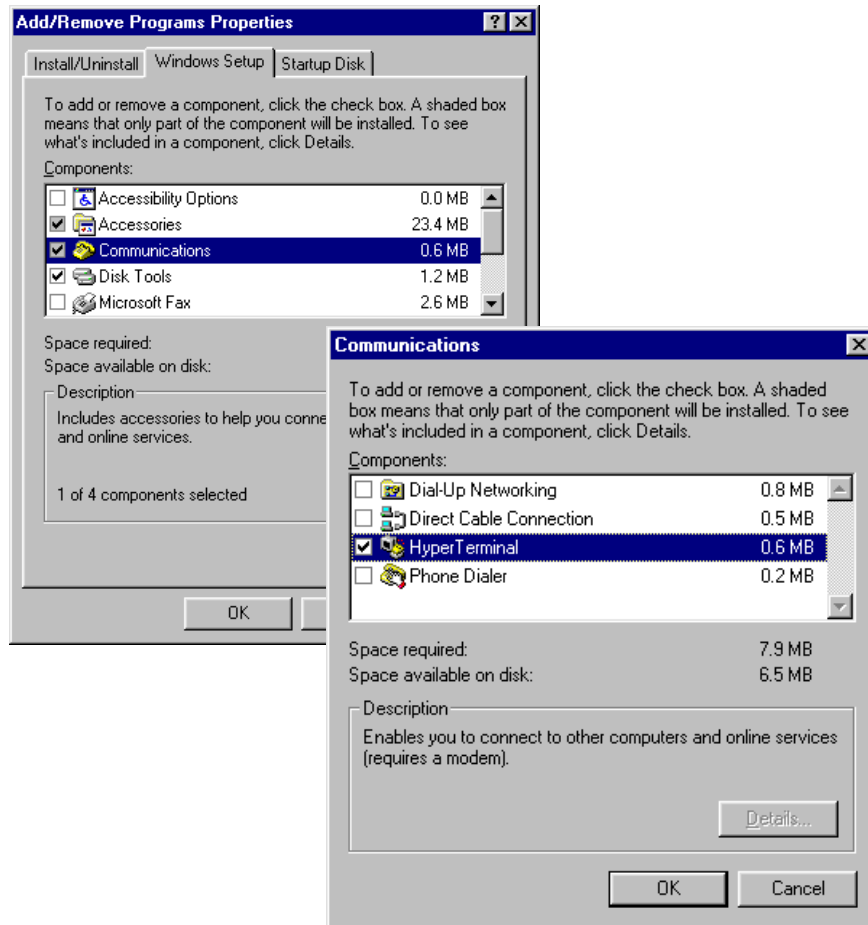 Add/Remove Programs Properties
Install/Uninstall Windows Setup Startup Disk
To add or remove a component, click the check box. A shaded box
means that only part of the component will be installed. To see
what's included in a component, click Details.
Components:
Accessibility Options 0.0 MB
Accessories 23.4 MB
Communications 0.6 MB
Disk Tools 1.2 MB
Microsoft Fax 2.6 MB
Space required:
Space available on disk:
Description
Includes accessories to help you conne
and online services.
1 of 4 components selected
OK
Communications
To add or remove a component, click the check box. A shaded
box means that only part of the component will be installed. To see
what's included in a component, click Details.
Components:
Dial-Up Networking 0.8 MB
Direct Cable Connection 0.5 MB
HyperTerminal 0.6 MB
Phone Dialer 0.2 MB
Space required: 7.9 MB
Space available on disk: 6.5 MB
Description
Enables you to connect to other computers and online services
(requires a modem).
Details...
OK Cancel